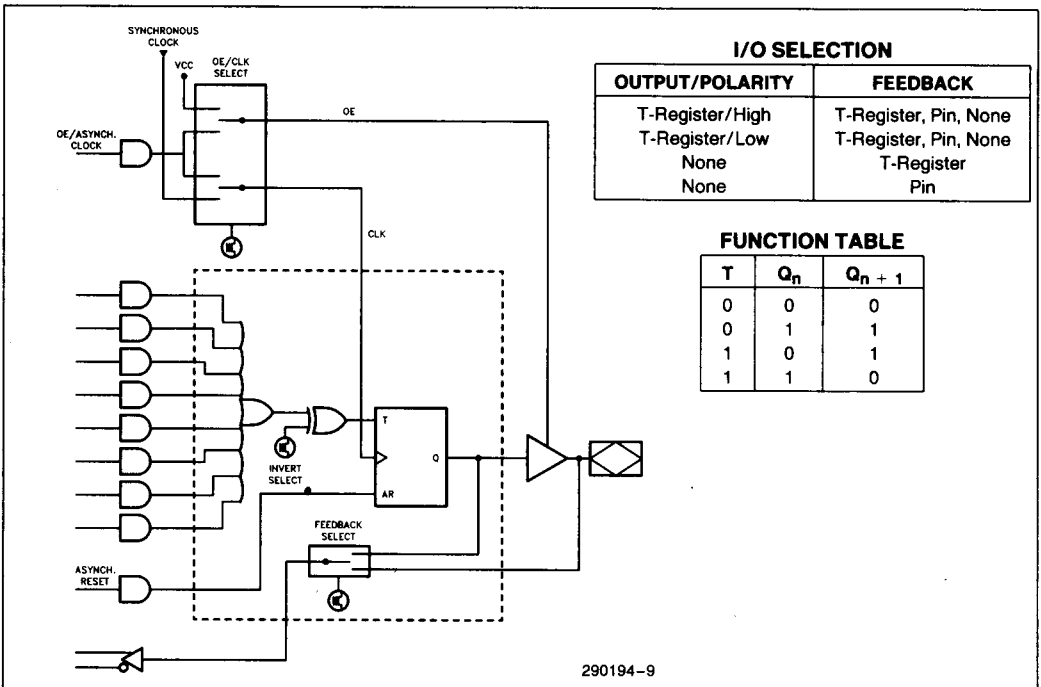 SYNCHRONOUS
CLOCK
VCC
OE/CLK
SELECT
OE
OE/ASYNCH.
CLOCK
CLK
T
Q
INVERT
SELECT
AR
FEEDBACK
SELECT
ASYNCH.
RESET
I/O SELECTION
OUTPUT/POLARITY FEEDBACK
T-Register/High T-Register, Pin, None
T-Register/Low T-Register, Pin, None
None T-Register
None Pin
FUNCTION TABLE
T Qn Qn + 1
0 0 0
0 1 1
1 0 1
1 1 0
290194-9